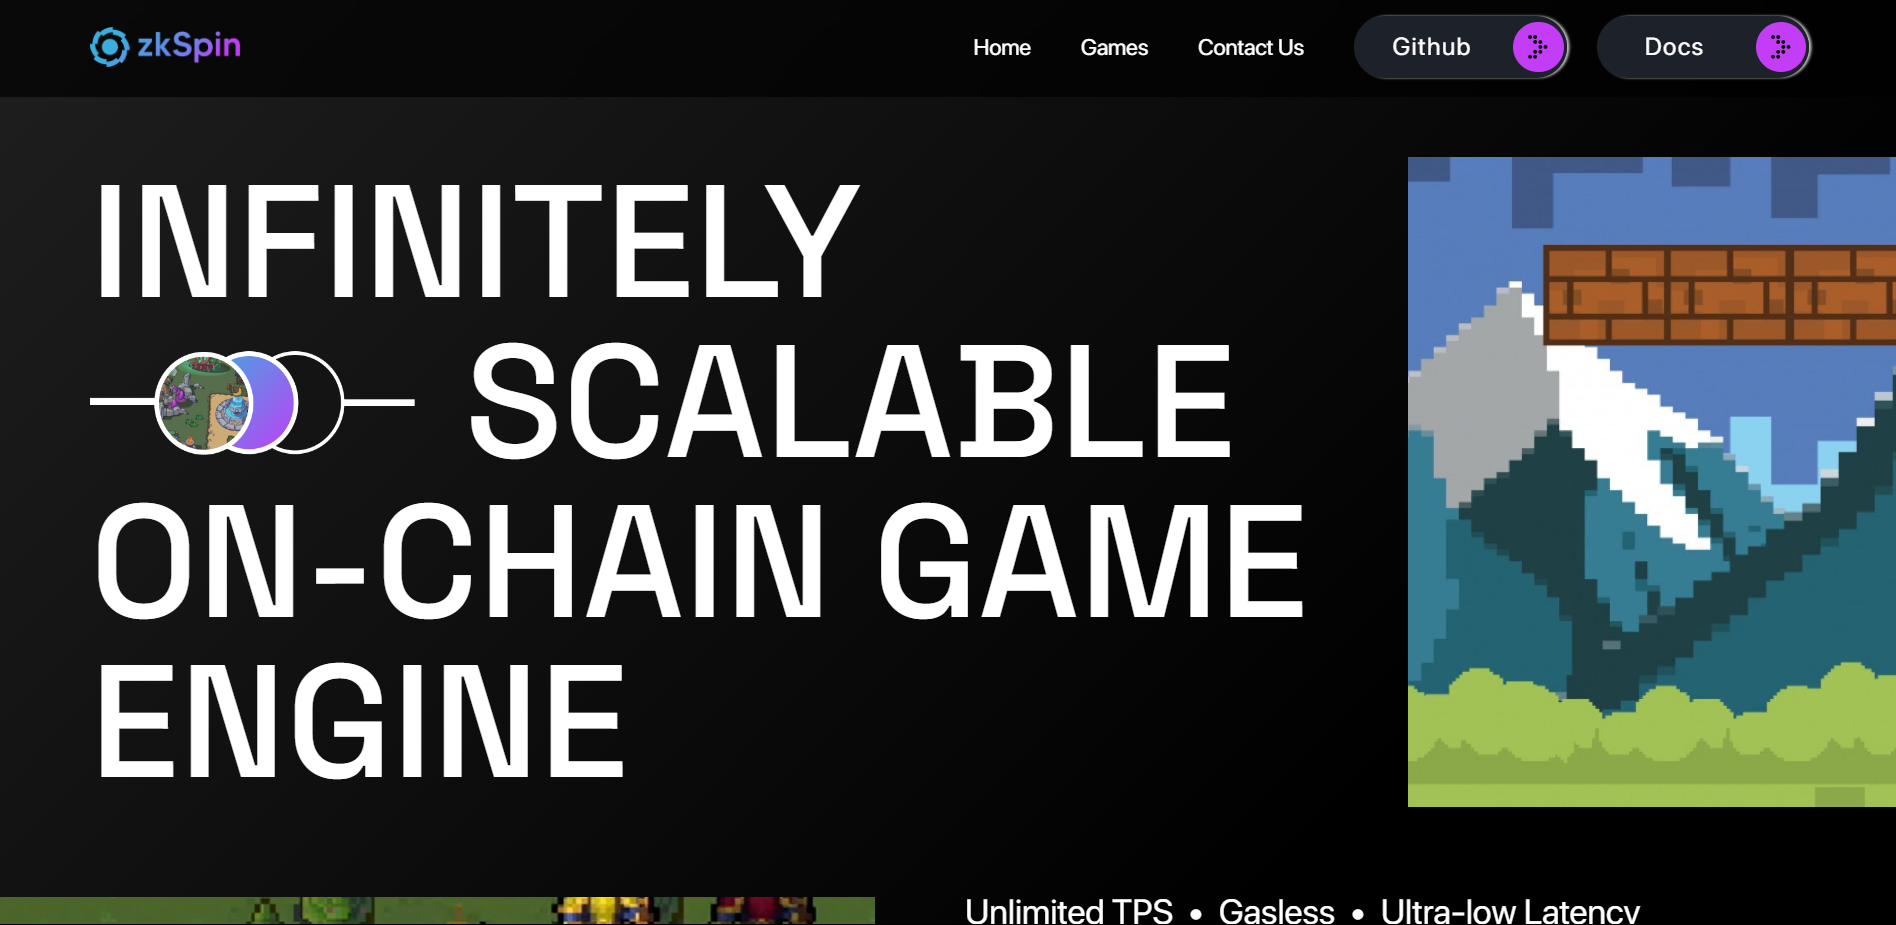 zkSpin
Home Games Contact Us Github Docs
INFINITELY
SCALABLE
ON-CHAIN GAME
ENGINE
Unlimited TPS • Gasless • Ultra-low Latency